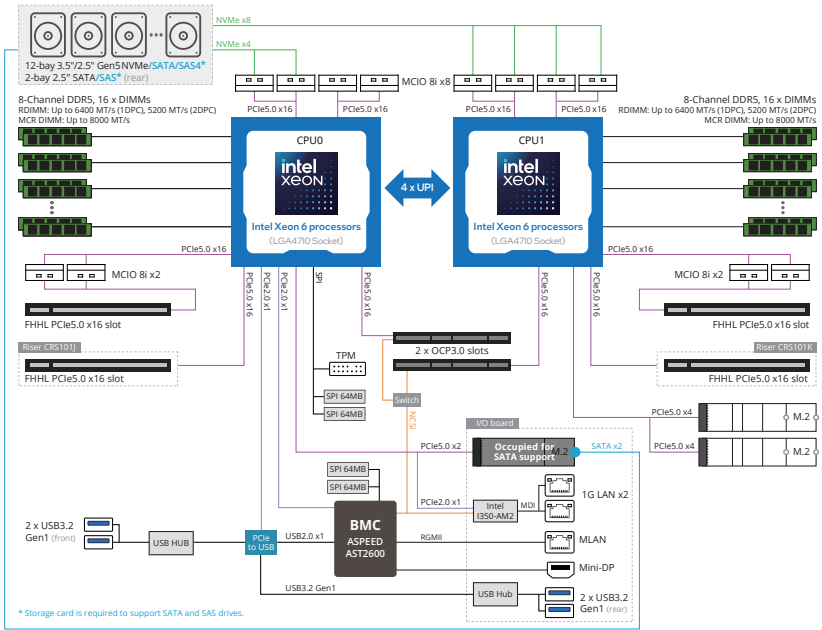 NVMe x8
NVMe x4
12-bay 3.5"/2.5" Gen5NVMe/SATA/SAS4*
2-bay 2.5" SATA/SAS* (rear)
MCIO 8i x8
PCIe5.0 x16
PCIe5.0 x16
PCIe5.0 x16
PCIe5.0 x16
8-Channel DDR5, 16 x DIMMs
RDIMM: Up to 6400 MT/s (1DPC), 5200 MT/s (2DPC)
MCR DIMM: Up to 8000 MT/s
8-Channel DDR5, 16 x DIMMs
RDIMM: Up to 6400 MT/s (1DPC), 5200 MT/s (2DPC)
MCR DIMM: Up to 8000 MT/s
CPU0
intel
XEON
Intel Xeon 6 processors
(LGA4710 Socket)
4 x UPI
CPU1
intel
XEON
Intel Xeon 6 processors
(LGA4710 Socket)
PCIe5.0 x16
PCIe5.0 x16
MCIO 8i x2
MCIO 8i x2
PCIe5.0 x16
PCIe2.0 x1
PCIe2.0 x1
SPI
PCIe5.0 x16
PCIe5.0 x16
PCIe5.0 x16
FHHL PCIe5.0 x16 slot
FHHL PCIe5.0 x16 slot
Riser CRS101J
FHHL PCIe5.0 x16 slot
Riser CRS101K
FHHL PCIe5.0 x16 slot
2 x OCP3.0 slots
TPM
SPI 64MB
SPI 64MB
Switch
NCSI
I/O board
PCIe5.0 x4
M.2
PCIe5.0 x4
M.2
PCIe5.0 x2
Occupied for
SATA support
M.2
SATA x2
SPI 64MB
SPI 64MB
PCIe2.0 x1
Intel
I350-AM2
MDI
1G LAN x2
BMC
ASPEED
AST2600
2 x USB3.2
Gen1 (front)
USB HUB
PCIe
to USB
USB2.0 x1
RGMII
MLAN
Mini-DP
USB3.2 Gen1
USB Hub
2 x USB3.2
Gen1 (rear)
* Storage card is required to support SATA and SAS drives.